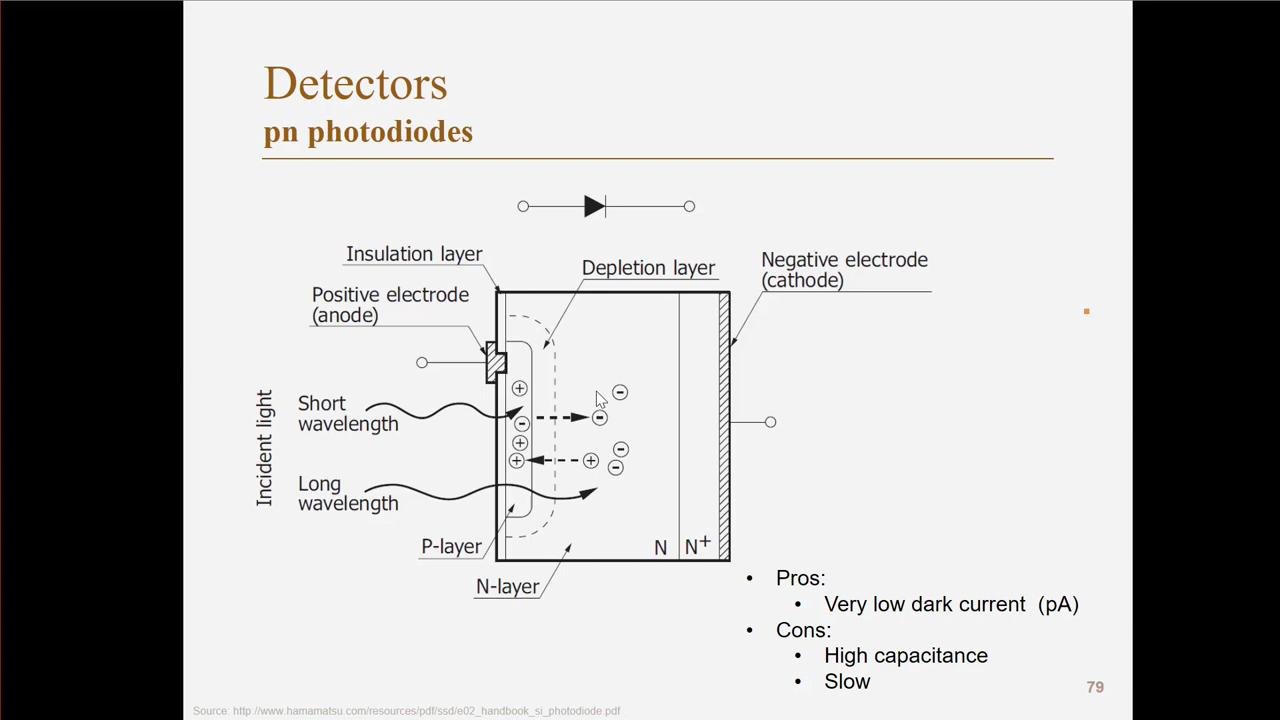 Detectors
pn photodiodes
Insulation layer
Depletion layer
Negative electrode
(cathode)
Positive electrode
(anode)
Incident light
Short
wavelength
Long
wavelength
P-layer
N-layer
N
N+
• Pros:
• Very low dark current (pA)
• Cons:
• High capacitance
• Slow
79
Source: http://www.hamamatsu.com/resources/pdf/ssd/e02_handbook_si_photodiode.pdf